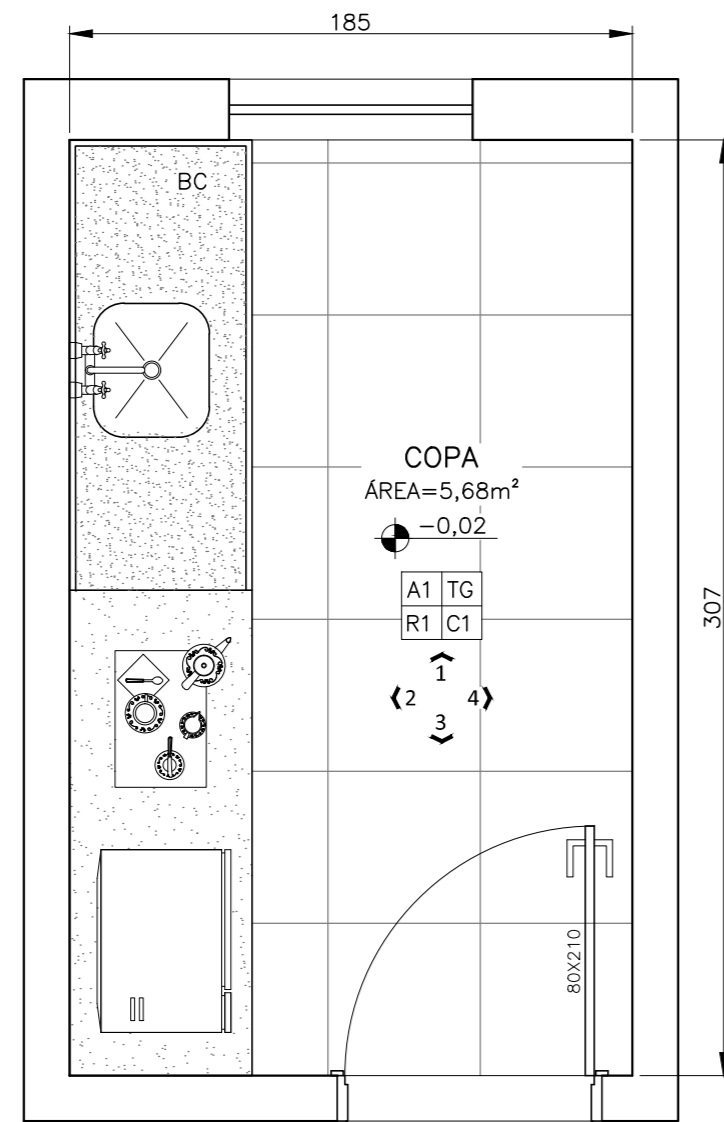 185
BC
COPA
ÁREA=5,68m²
-0,02
A1 TG
R1 C1
1
2 4
3
307
80X210